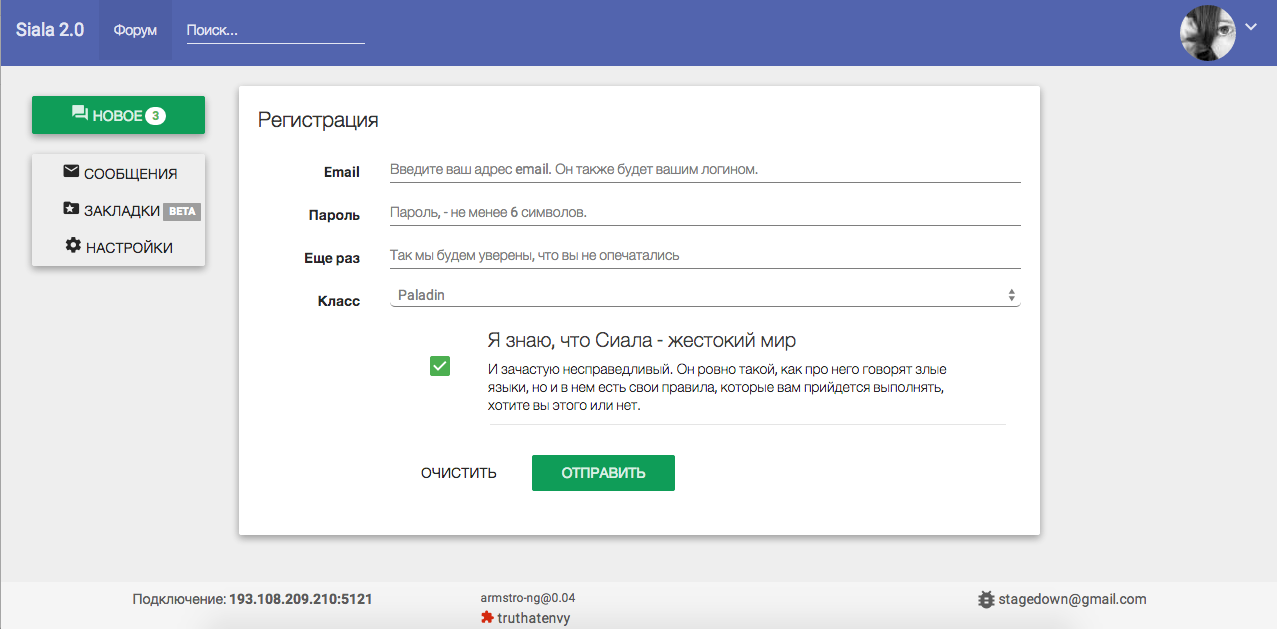 Siala 2.0 Форум Поиск...
НОВОЕ 3
СООБЩЕНИЯ
ЗАКЛАДКИ BETA
НАСТРОЙКИ
Регистрация
Email Введите ваш адрес email. Он также будет вашим логином.
Пароль Пароль, - не менее 6 символов.
Еще раз Так мы будем уверены, что вы не опечатались
Класс Paladin
Я знаю, что Сиала - жестокий мир
И зачастую несправедливый. Он ровно такой, как про него говорят злые
языки, но и в нем есть свои правила, которые вам прийдется выполнять,
хотите вы этого или нет.
ОЧИСТИТЬ ОТПРАВИТЬ
Подключение: 193.108.209.210:5121
armstro-ng@0.04
truthatenvy
stagedown@gmail.com